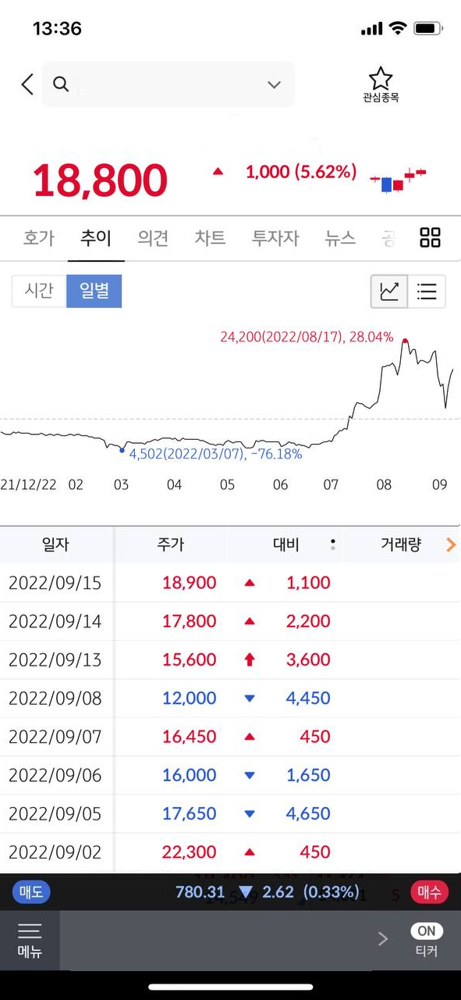 13:36
관심종목
18,800 ▲ 1,000 (5.62%)
호가 추이 의견 차트 투자자 뉴스 공
시간 일별
24,200(2022/08/17), 28.04%
4,502(2022/03/07), -76.18%
21/12/22 02 03 04 05 06 07 08 09
일자 주가 대비 거래량
2022/09/15 18,900 ▲ 1,100
2022/09/14 17,800 ▲ 2,200
2022/09/13 15,600 ⬆ 3,600
2022/09/08 12,000 ▼ 4,450
2022/09/07 16,450 ▲ 450
2022/09/06 16,000 ▼ 1,650
2022/09/05 17,650 ▼ 4,650
2022/09/02 22,300 ▲ 450
매도 780.31 ▼ 2.62 (0.33%) 매수
메뉴 ON
티커